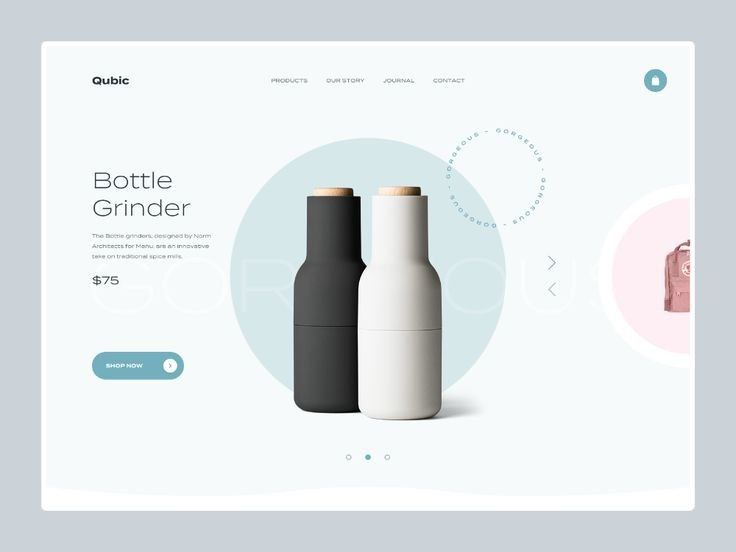 Qubic
PRODUCTS
OUR STORY
JOURNAL
CONTACT
GORGEOUS - GORGEOUS - GORGEOUS - GORGEOUS -
Bottle
Grinder
The Bottle grinders, designed by Norm
Architects for Menu, are an innovative
take on traditional spice mills.
$75
GORGEOUS
SHOP NOW